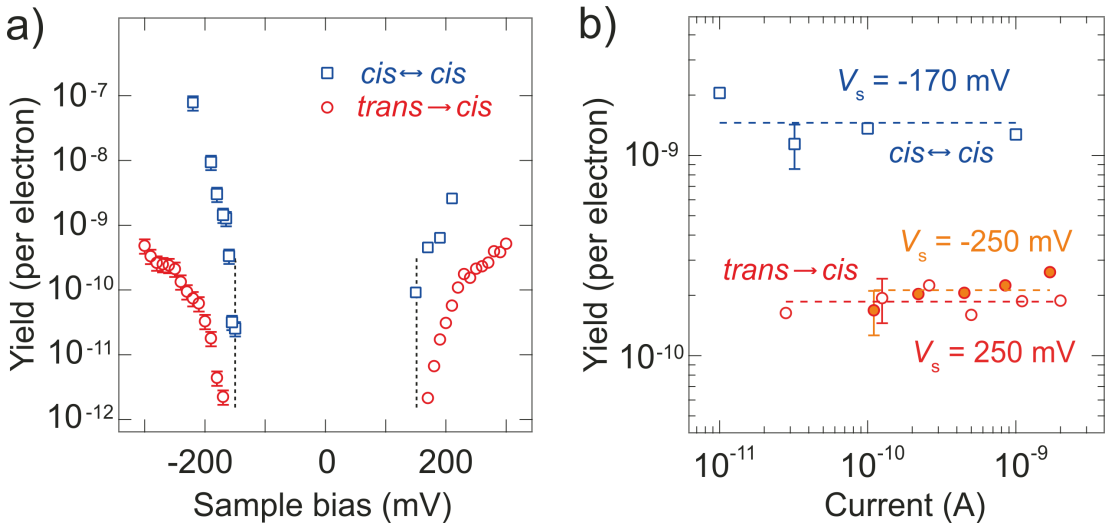 a)
cis↔cis
trans→cis
10⁻⁷
10⁻⁸
10⁻⁹
10⁻¹⁰
10⁻¹¹
10⁻¹²
Yield (per electron)
-200
0
200
Sample bias (mV)
b)
Vₛ = -170 mV
cis↔cis
Vₛ = -250 mV
trans→cis
Vₛ = 250 mV
10⁻⁹
10⁻¹⁰
Yield (per electron)
10⁻¹¹
10⁻¹⁰
10⁻⁹
Current (A)